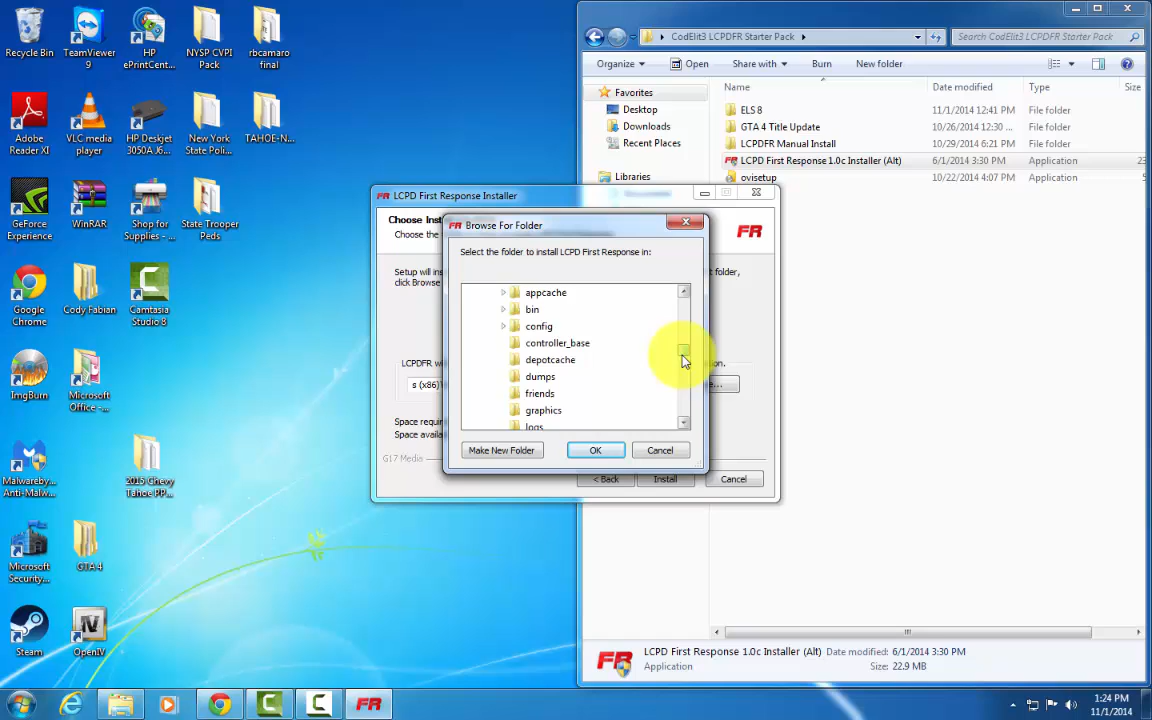 Recycle Bin
TeamViewer 9
HP ePrintCent...
NYSP CVPI Pack
rbcamaro final
Adobe Reader XI
VLC media player
HP Deskjet 3050A J6...
New York State Poli...
TAHOE-N...
GeForce Experience
WinRAR
Shop for Supplies - ...
State Trooper Peds
Google Chrome
Cody Fabian
Camtasia Studio 8
ImgBurn
Microsoft Office - ...
Malwareby... Anti-Malw...
2015 Chevy Tahoe PP...
Microsoft Security...
GTA 4
Steam
IV
OpenIV
CodElit3 LCPDFR Starter Pack
Search CodElit3 LCPDFR Starter Pack
Organize
Open
Share with
Burn
New folder
Favorites
Desktop
Downloads
Recent Places
Libraries
Name
Date modified
Type
Size
ELS 8
11/1/2014 12:41 PM
File folder
GTA 4 Title Update
10/26/2014 12:30 ...
File folder
LCPDFR Manual Install
10/29/2014 6:21 PM
File folder
LCPD First Response 1.0c Installer (Alt)
6/1/2014 3:30 PM
Application
23
ovisetup
10/22/2014 4:07 PM
Application
FR LCPD First Response Installer
Choose Inst
Choose the
FR
Setup will ins
t folder,
click Browse
LCPDFR wi
on.
s (x86)\
e...
Space requir
Space availa
G17 Media
< Back
Install
Cancel
FR Browse For Folder
Select the folder to install LCPD First Response in:
appcache
bin
config
controller_base
depotcache
dumps
friends
graphics
logs
Make New Folder
OK
Cancel
FR
LCPD First Response 1.0c Installer (Alt) Date modified: 6/1/2014 3:30 PM
Application
Size: 22.9 MB
FR
1:24 PM
11/1/2014